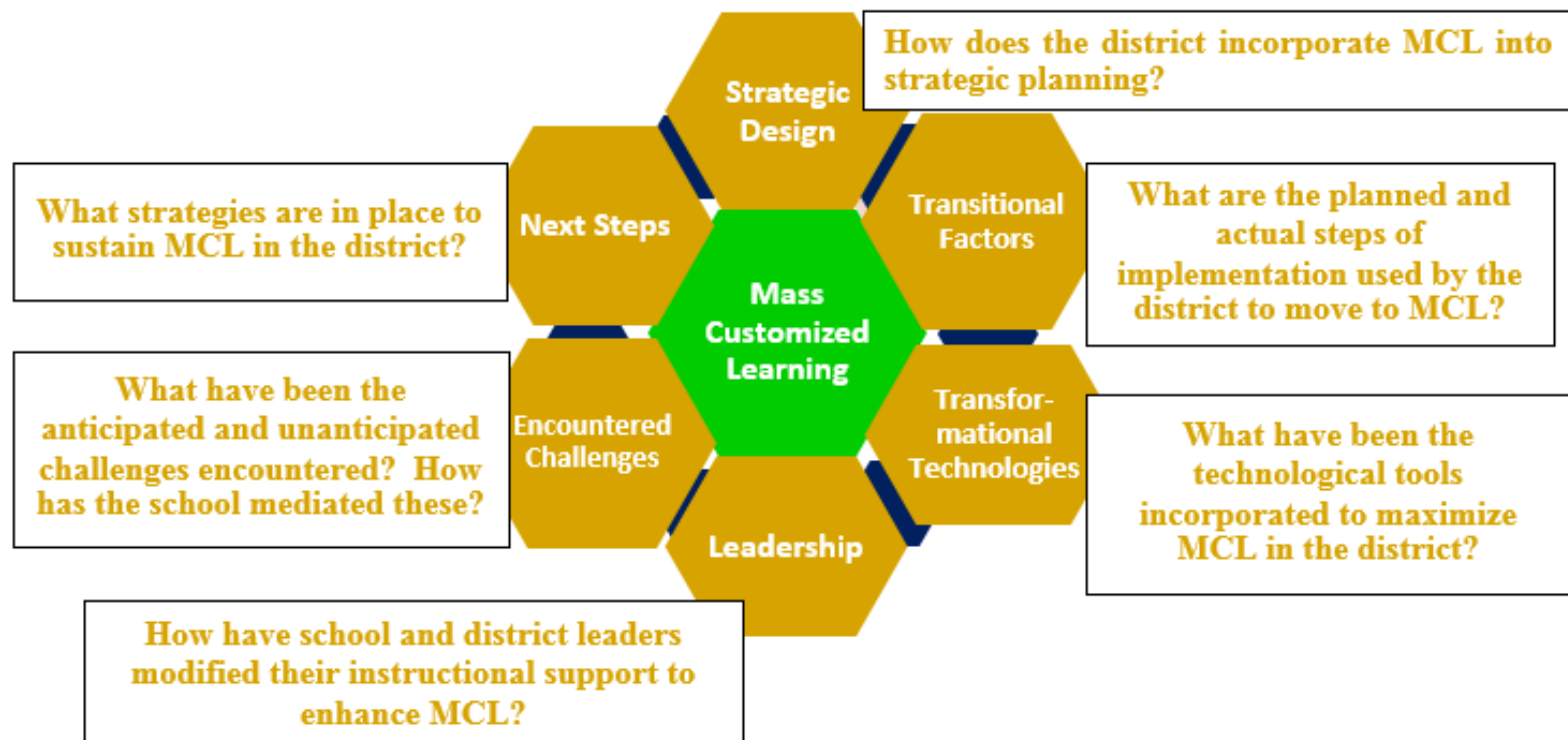 Strategic
Design
How does the district incorporate MCL into
strategic planning?
Transitional
Factors
What are the planned and
actual steps of
implementation used by the
district to move to MCL?
Transfor-
mational
Technologies
What have been the
technological tools
incorporated to maximize
MCL in the district?
Leadership
How have school and district leaders
modified their instructional support to
enhance MCL?
Encountered
Challenges
What have been the
anticipated and unanticipated
challenges encountered?  How
has the school mediated these?
Next Steps
What strategies are in place to
sustain MCL in the district?
Mass
Customized
Learning